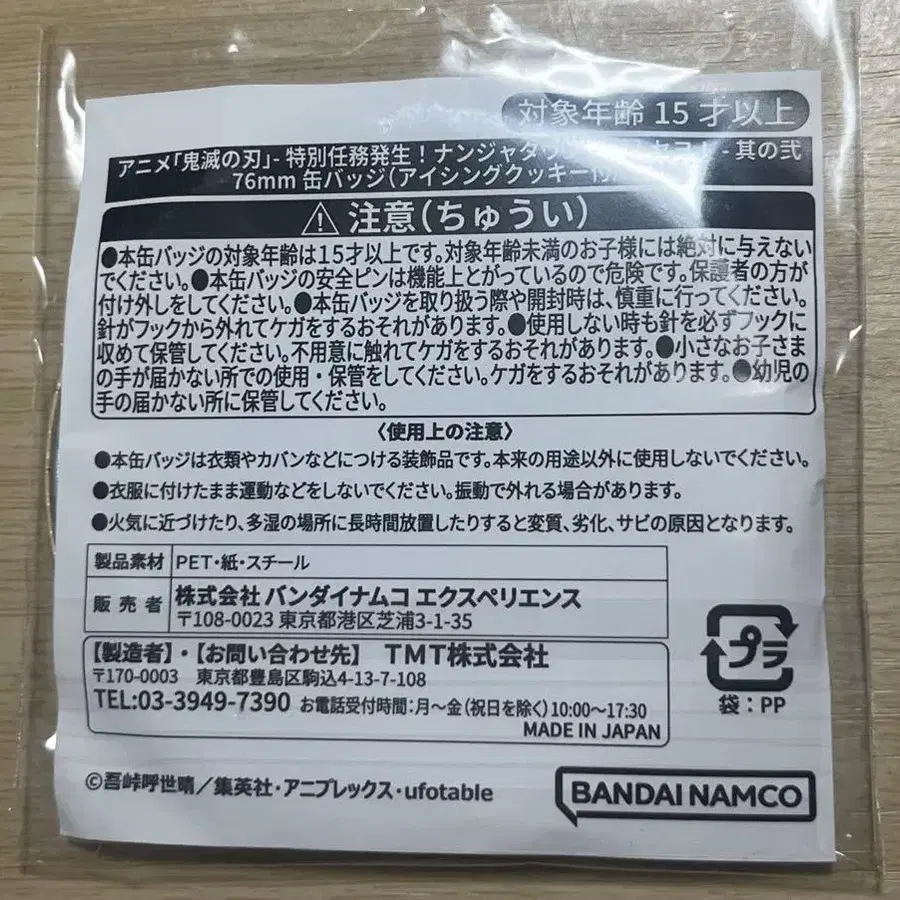 対象年齢 15 才以上
アニメ「鬼滅の刃」- 特別任務発生!ナンジャタウン - 其の弐
76mm 缶バッジ(アイシングクッキー付
注意(ちゅうい)
●本缶バッジの対象年齢は15才以上です。対象年齢未満のお子様には絶対に与えない
でください。●本缶バッジの安全ピンは機能上とがっているので危険です。保護者の方が
付け外しをしてください。●本缶バッジを取り扱う際や開封時は、慎重に行ってください。
針がフックから外れてケガをするおそれがあります。●使用しない時も針を必ずフックに
収めて保管してください。不用意に触れてケガをするおそれがあります。●小さなお子さま
の手が届かない所での使用・保管をしてください。ケガをするおそれがあります。●幼児の
手の届かない所に保管してください。
〈使用上の注意〉
●本缶バッジは衣類やカバンなどにつける装飾品です。本来の用途以外に使用しないでください。
●衣服に付けたまま運動などをしないでください。振動で外れる場合があります。
●火気に近づけたり、多湿の場所に長時間放置したりすると変質、劣化、サビの原因となります。
製品素材 PET・紙・スチール
販売者 株式会社 バンダイナムコ エクスペリエンス
〒108-0023 東京都港区芝浦3-1-35
【製造者】・【お問い合わせ先】 TMT株式会社
〒170-0003 東京都豊島区駒込4-13-7-108
TEL:03-3949-7390 お電話受付時間:月~金(祝日を除く)10:00~17:30
MADE IN JAPAN
プラ
袋:PP
©吾峠呼世晴/集英社・アニプレックス・ufotable
BANDAI NAMCO